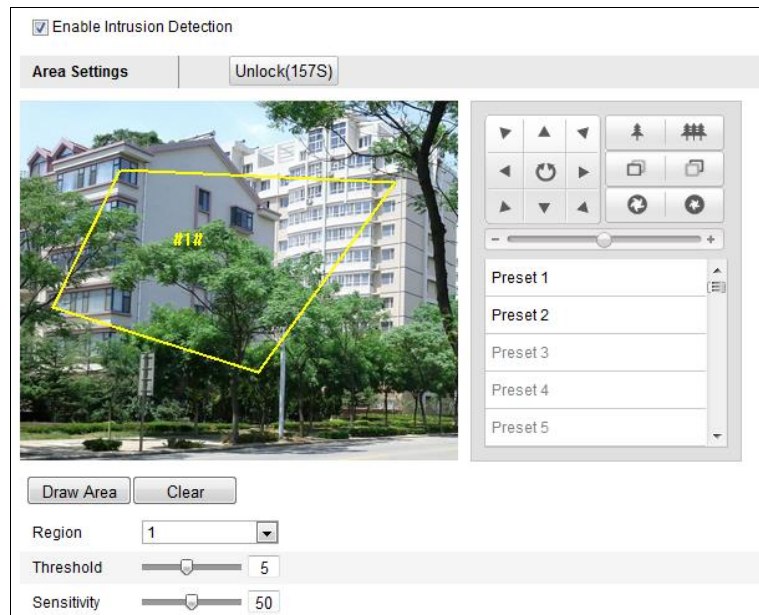 Enable Intrusion Detection
Area Settings
Unlock(157S)
#1#
Preset 1
Preset 2
Preset 3
Preset 4
Preset 5
Draw Area
Clear
Region
1
Threshold
5
Sensitivity
50